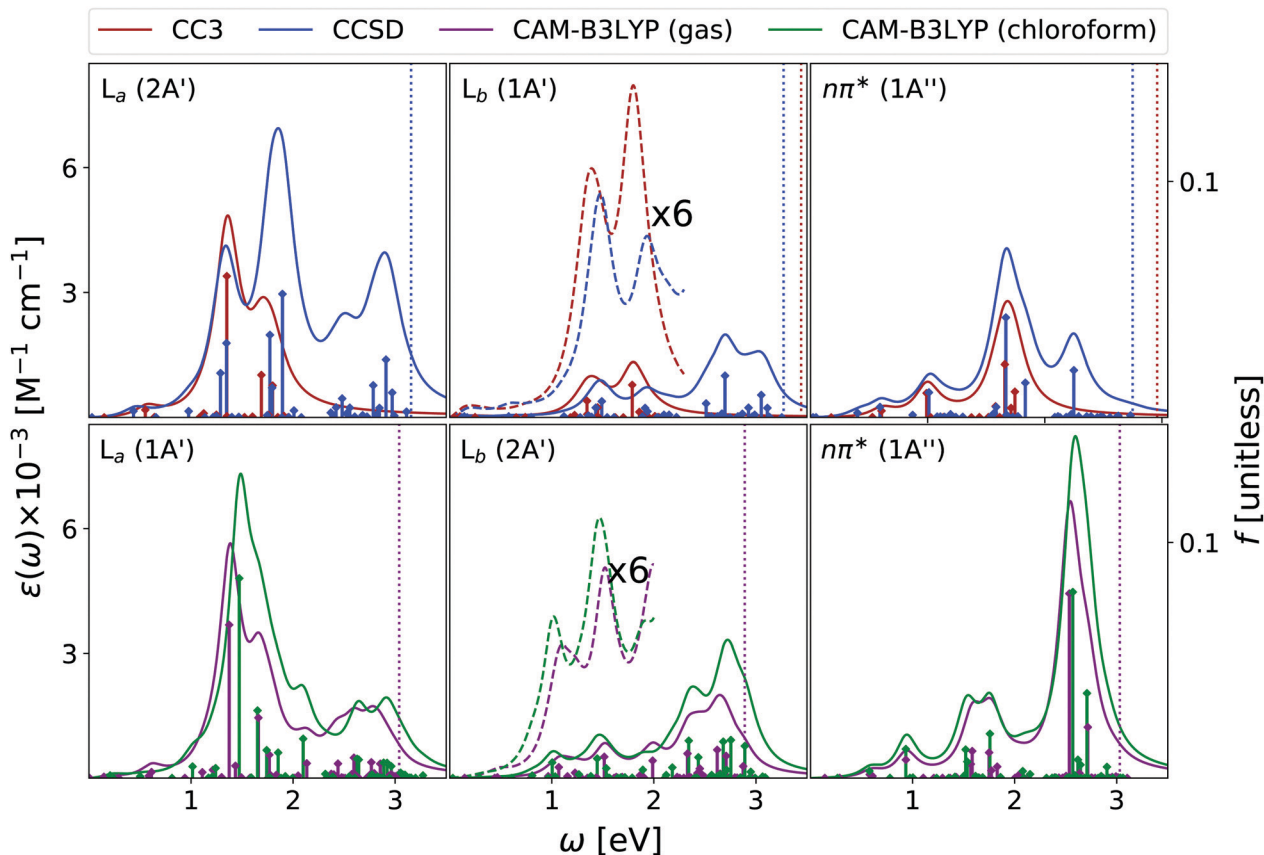 CC3 CCSD CAM-B3LYP (gas) CAM-B3LYP (chloroform)
Lₐ (2A')
L_b (1A')
nπ* (1A'')
x6
6
3
0.1
Lₐ (1A')
L_b (2A')
nπ* (1A'')
x6
6
3
0.1
ε(ω)×10⁻³ [M⁻¹ cm⁻¹]
f [unitless]
1 2 3 1 2 3 1 2 3
ω [eV]